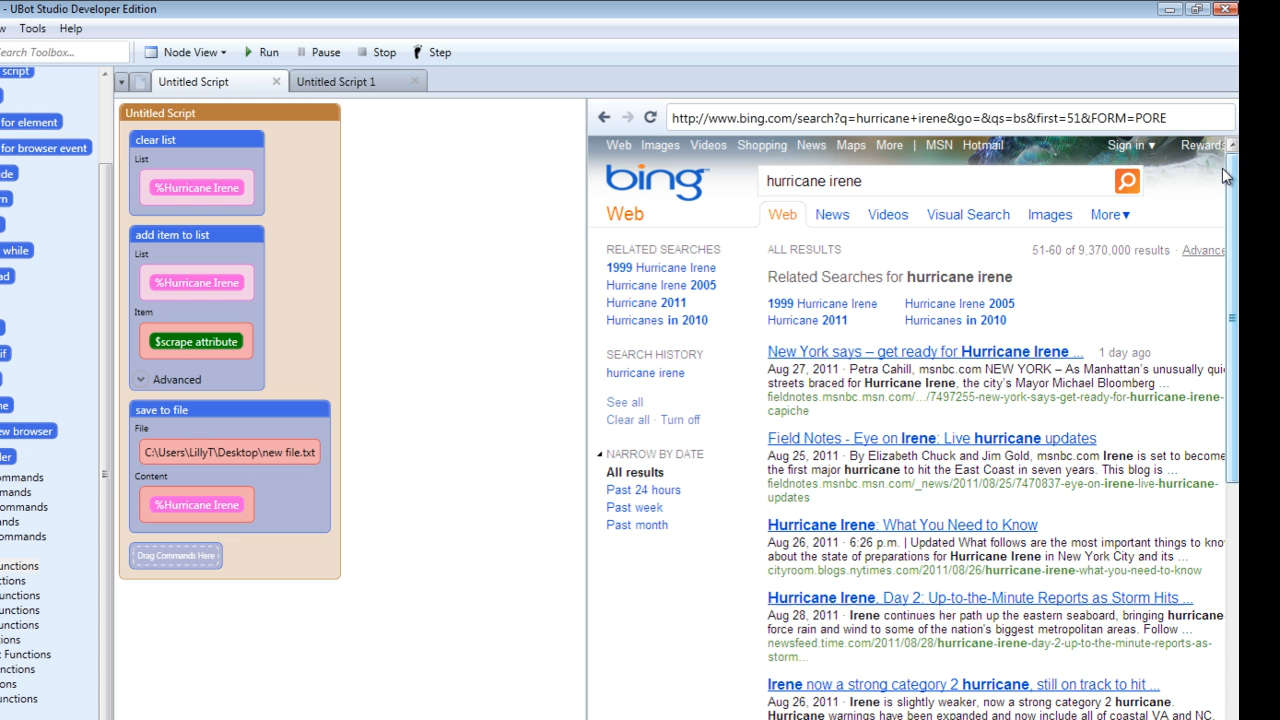 - UBot Studio Developer Edition
w Tools Help
earch Toolbox...
Node View Run Pause Stop Step
script
for element
for browser event
de
rn
while
ad
if
ne
ew browser
der
ommands
mands
ommands
nds
ommands
unctions
ctions
unctions
unctions
unctions
ions
t Functions
nctions
ons
unctions
Untitled Script
Untitled Script 1
Untitled Script
clear list
List
%Hurricane Irene
add item to list
List
%Hurricane Irene
Item
$scrape attribute
Advanced
save to file
File
C:\Users\LillyT\Desktop\new file.txt
Content
%Hurricane Irene
Drag Commands Here
http://www.bing.com/search?q=hurricane+irene&go=&qs=bs&first=51&FORM=PORE
Web Images Videos Shopping News Maps More | MSN Hotmail Sign in Rewards
bing
hurricane irene
Web
Web News Videos Visual Search Images More
RELATED SEARCHES
1999 Hurricane Irene
Hurricane Irene 2005
Hurricane 2011
Hurricanes in 2010
SEARCH HISTORY
hurricane irene
See all
Clear all · Turn off
NARROW BY DATE
All results
Past 24 hours
Past week
Past month
ALL RESULTS 51-60 of 9,370,000 results · Advance
Related Searches for hurricane irene
1999 Hurricane Irene Hurricane Irene 2005
Hurricane 2011 Hurricanes in 2010
New York says – get ready for Hurricane Irene ... 1 day ago
Aug 27, 2011 · Petra Cahill, msnbc.com NEW YORK – As Manhattan's unusually quie
streets braced for Hurricane Irene, the city's Mayor Michael Bloomberg ...
fieldnotes.msnbc.msn.com/.../7497255-new-york-says-get-ready-for-hurricane-irene-
capiche
Field Notes - Eye on Irene: Live hurricane updates
Aug 25, 2011 · By Elizabeth Chuck and Jim Gold, msnbc.com Irene is set to become
the first major hurricane to hit the East Coast in seven years. This blog is ...
fieldnotes.msnbc.msn.com/_news/2011/08/25/7470837-eye-on-irene-live-hurricane-
updates
Hurricane Irene: What You Need to Know
Aug 26, 2011 · 6:26 p.m. | Updated What follows are the most important things to kno
about the state of preparations for Hurricane Irene in New York City and its ...
cityroom.blogs.nytimes.com/2011/08/26/hurricane-irene-what-you-need-to-know
Hurricane Irene, Day 2: Up-to-the-Minute Reports as Storm Hits ...
Aug 28, 2011 · Irene continues her path up the eastern seaboard, bringing hurricane
force rain and wind to some of the nation's biggest metropolitan areas. Follow ...
newsfeed.time.com/2011/08/28/hurricane-irene-day-2-up-to-the-minute-reports-as-
storm...
Irene now a strong category 2 hurricane, still on track to hit ...
Aug 26, 2011 · Irene is slightly weaker, now a strong category 2 hurricane.
Hurricane warnings have been expanded and now include all of coastal VA and NC,